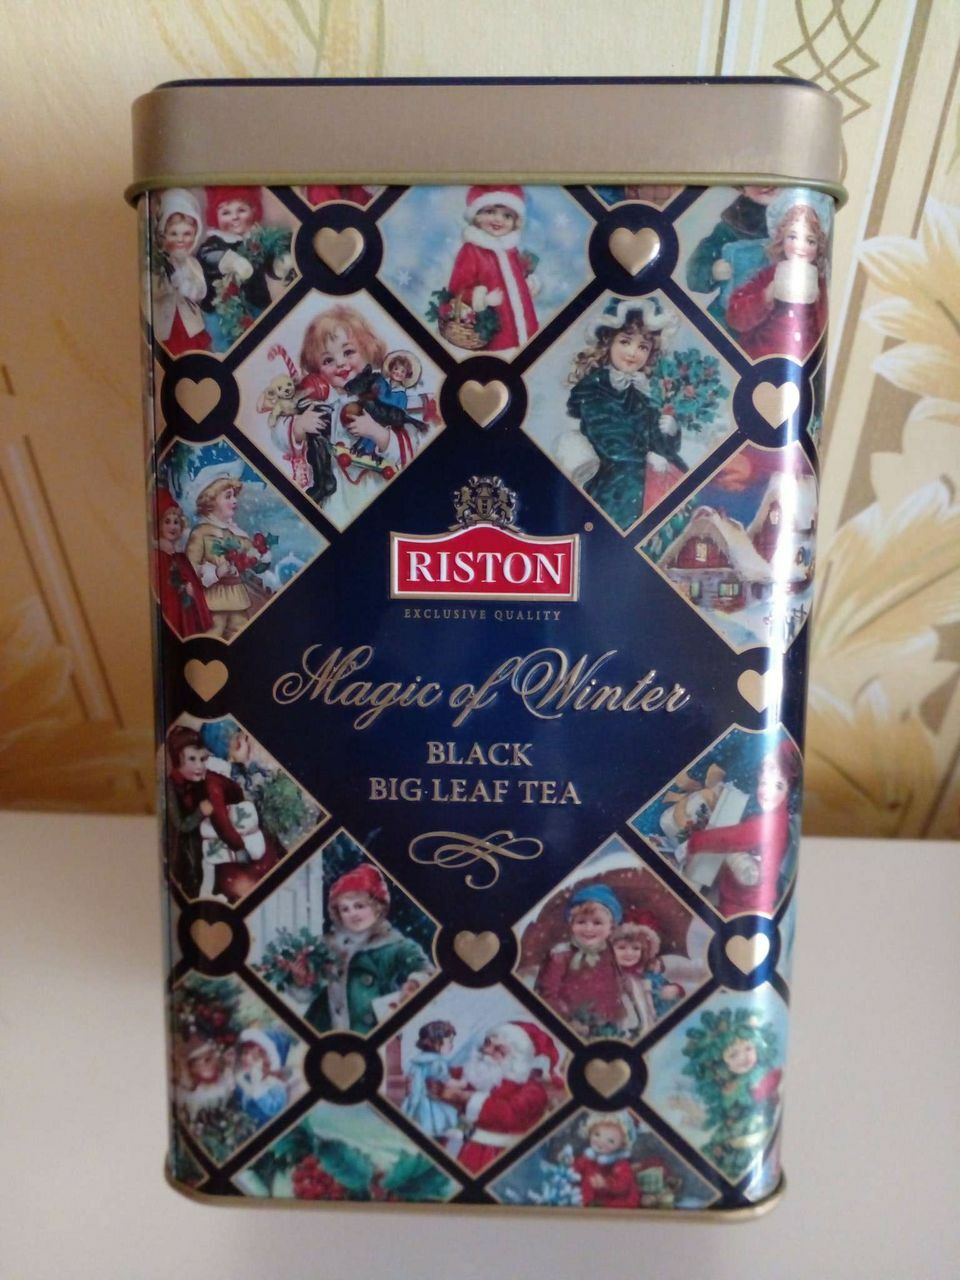 RISTON
®
EXCLUSIVE QUALITY
Magic of Winter
BLACK
BIG LEAF TEA